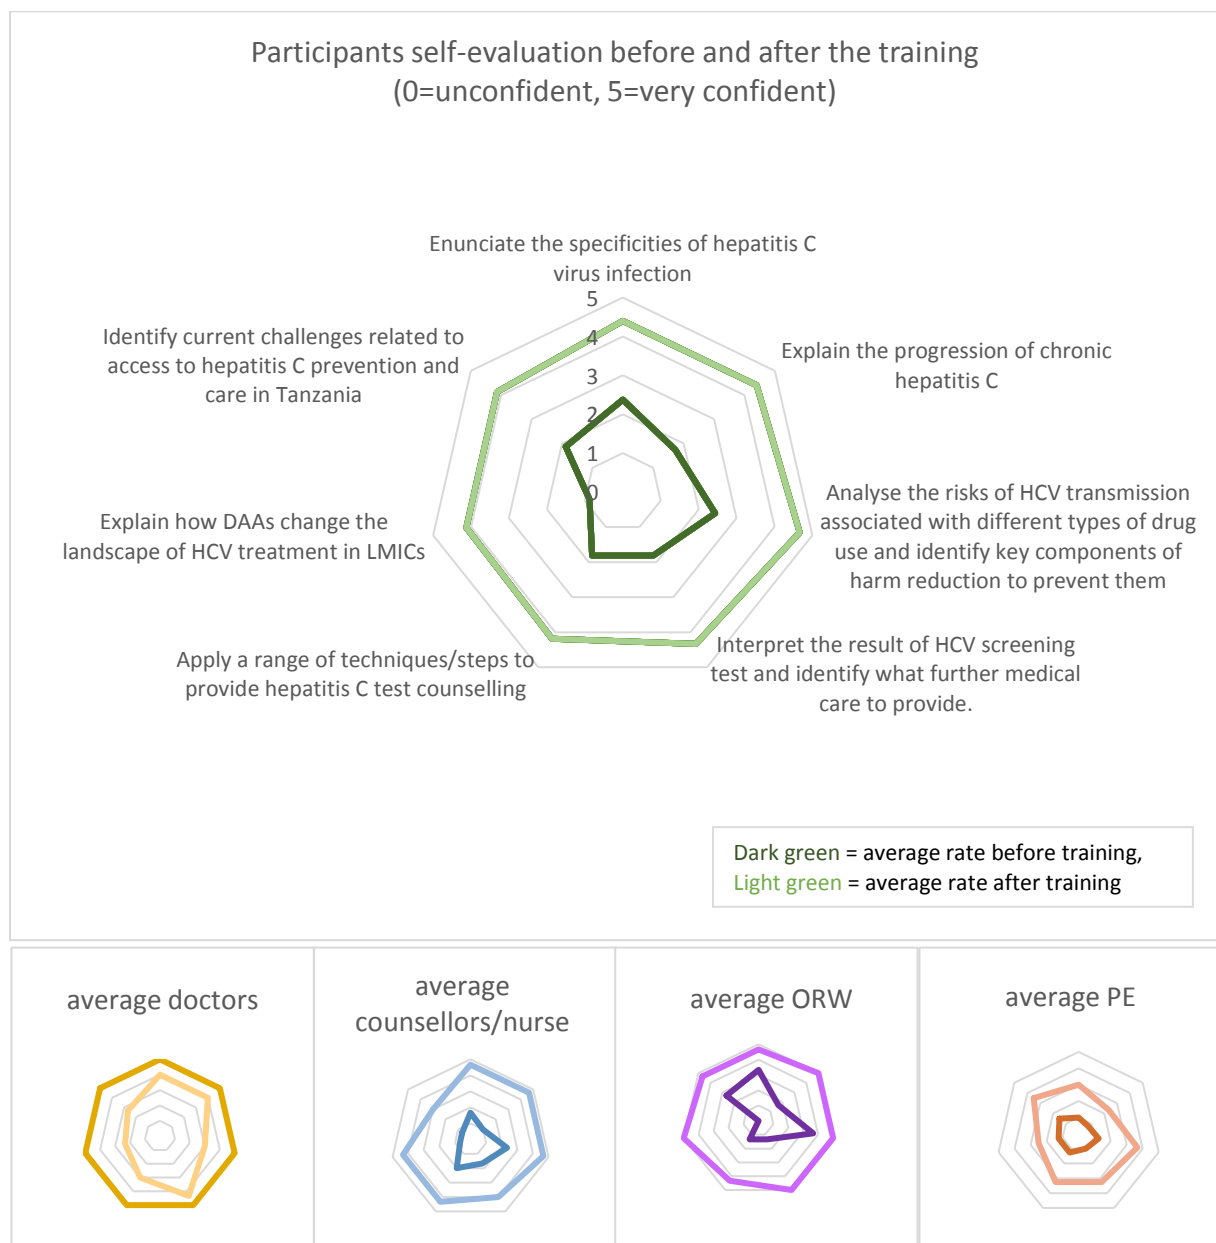 Participants self-evaluation before and after the training
(0=unconfident, 5=very confident)
Enunciate the specificities of hepatitis C
virus infection
5
4
3
2
1
0
Explain the progression of chronic
hepatitis C
Analyse the risks of HCV transmission
associated with different types of drug
use and identify key components of
harm reduction to prevent them
Interpret the result of HCV screening
test and identify what further medical
care to provide.
Apply a range of techniques/steps to
provide hepatitis C test counselling
Explain how DAAs change the
landscape of HCV treatment in LMICs
Identify current challenges related to
access to hepatitis C prevention and
care in Tanzania
Dark green = average rate before training,
Light green = average rate after training
average doctors
average
counsellors/nurse
average ORW
average PE